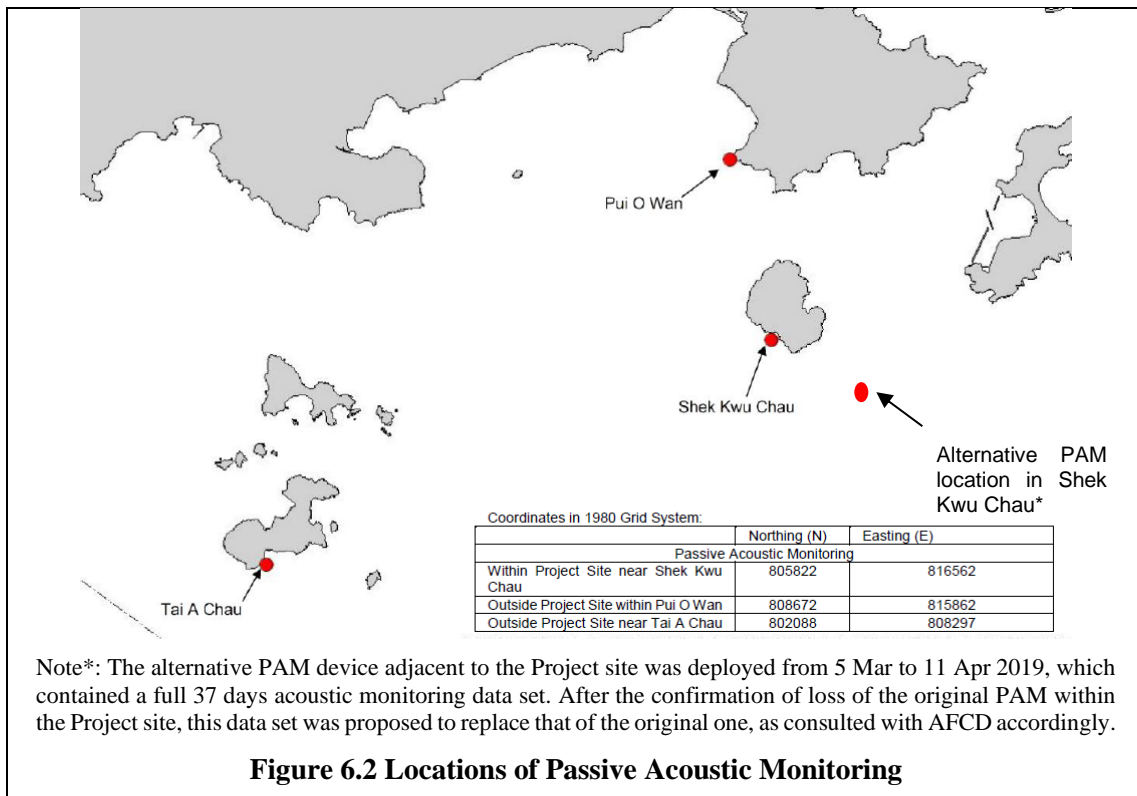 Pui O Wan
Shek Kwu Chau
Alternative PAM
location in Shek
Kwu Chau*
Tai A Chau
Coordinates in 1980 Grid System:
Northing (N) Easting (E)
Passive Acoustic Monitoring
Within Project Site near Shek Kwu 805822 816562
Chau
Outside Project Site within Pui O Wan 808672 815862
Outside Project Site near Tai A Chau 802088 808297
Note*: The alternative PAM device adjacent to the Project site was deployed from 5 Mar to 11 Apr 2019, which
contained a full 37 days acoustic monitoring data set. After the confirmation of loss of the original PAM within
the Project site, this data set was proposed to replace that of the original one, as consulted with AFCD accordingly.
Figure 6.2 Locations of Passive Acoustic Monitoring